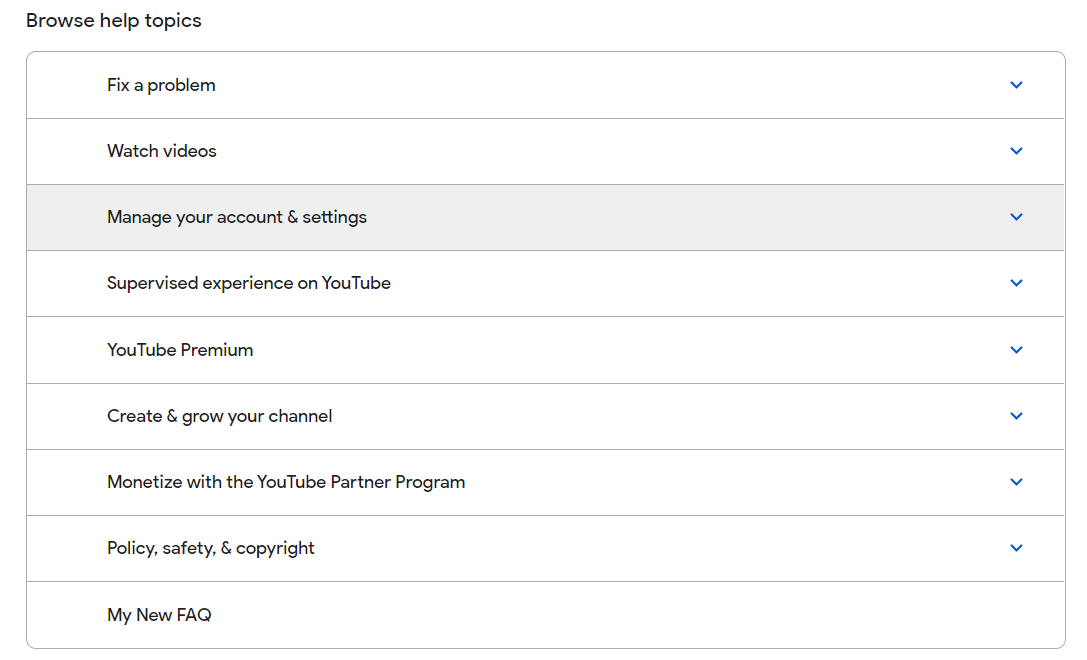 Browse help topics
Fix a problem
Watch videos
Manage your account & settings
Supervised experience on YouTube
YouTube Premium
Create & grow your channel
Monetize with the YouTube Partner Program
Policy, safety, & copyright
My New FAQ